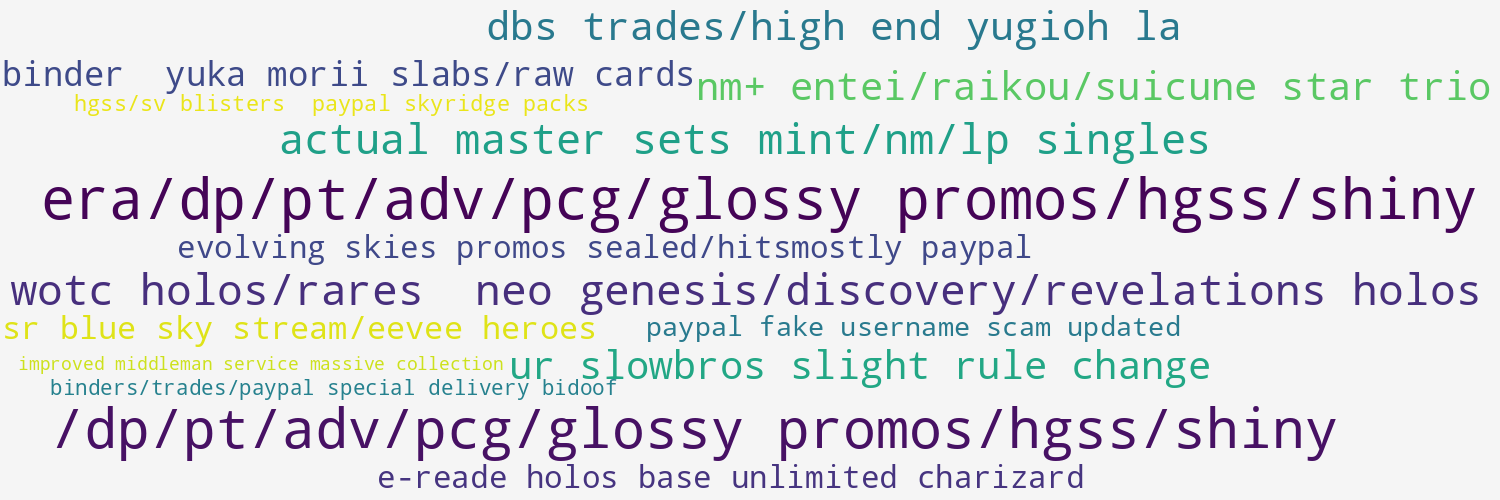 dbs trades/high end yugioh la
binder  yuka morii slabs/raw cards
nm+ entei/raikou/suicune star trio
hgss/sv blisters  paypal skyridge packs
actual master sets mint/nm/lp singles
era/dp/pt/adv/pcg/glossy promos/hgss/shiny
evolving skies promos sealed/hitsmostly paypal
wotc holos/rares  neo genesis/discovery/revelations holos
sr blue sky stream/eevee heroes
paypal fake username scam updated
improved middleman service massive collection
ur slowbros slight rule change
binders/trades/paypal special delivery bidoof
/dp/pt/adv/pcg/glossy promos/hgss/shiny
e-reade holos base unlimited charizard